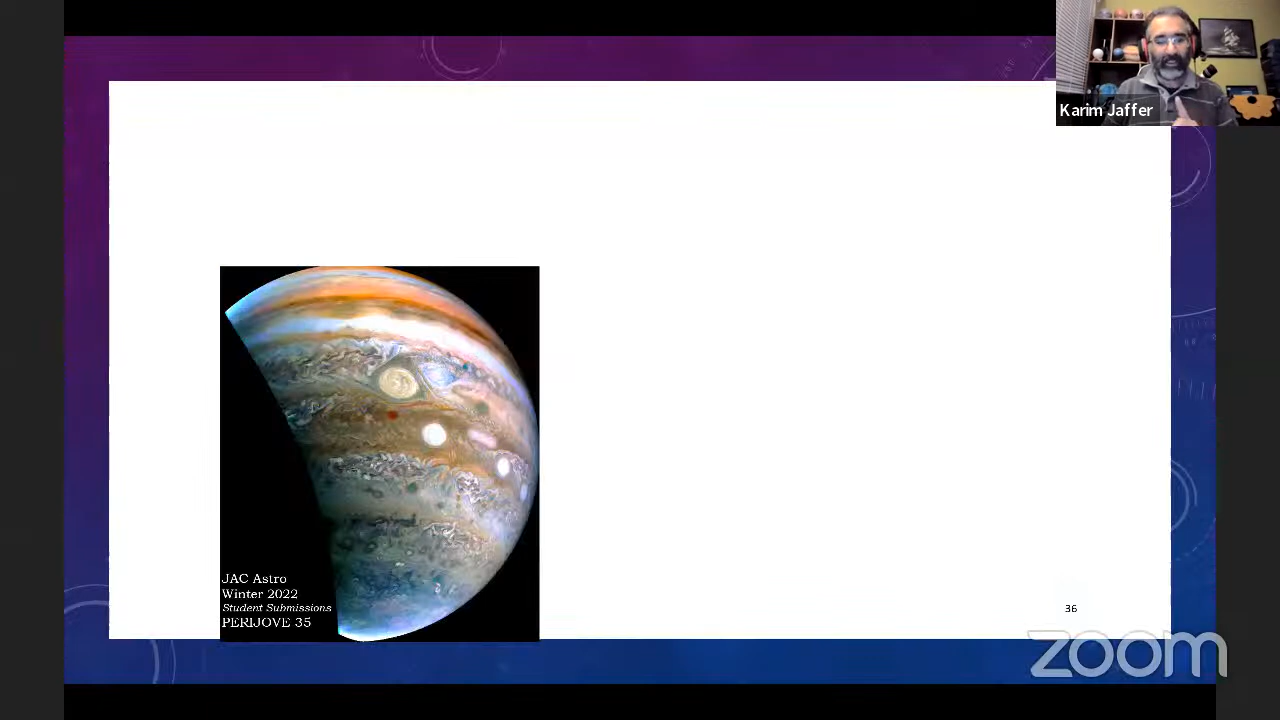 Karim Jaffer
JAC Astro
Winter 2022
Student Submissions
PERIJOVE 35
36
zoom